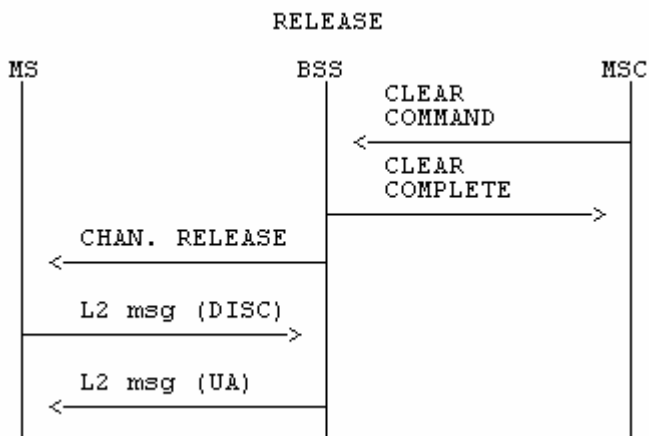 RELEASE
MS BSS MSC
CLEAR
COMMAND
CLEAR
COMPLETE
CHAN. RELEASE
L2 msg (DISC)
L2 msg (UA)